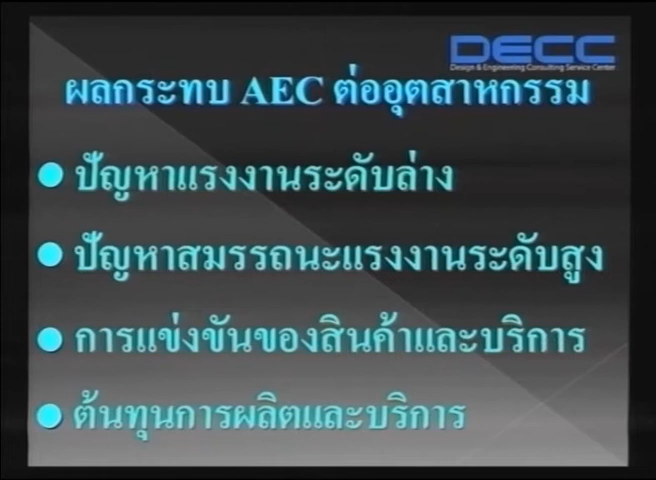 DECC
Design & Engineering Consulting Service Center
ผลกระทบ AEC ต่ออุตสาหกรรม
ปัญหาแรงงานระดับล่าง
ปัญหาสมรรถนะแรงงานระดับสูง
การแข่งขันของสินค้าและบริการ
ต้นทุนการผลิตและบริการ